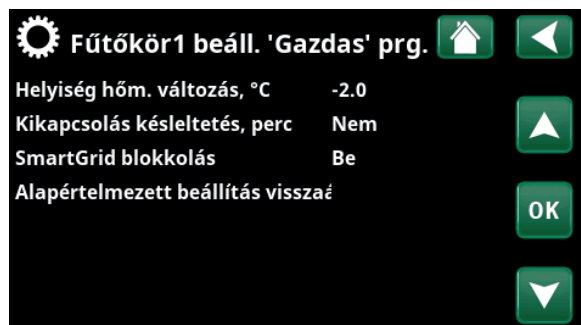 Fűtőkör1 beáll. 'Gazdas' prg.
Helyiség hőm. változás, °C -2.0
Kikapcsolás késleltetés, perc Nem
SmartGrid blokkolás Be
Alapértelmezett beállítás visszaá
OK